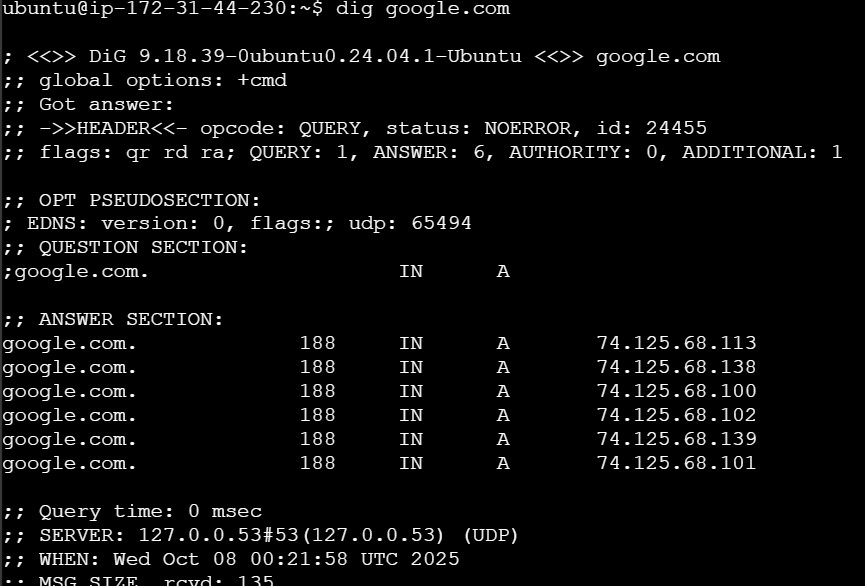 ubuntu@ip-172-31-44-230:~$ dig google.com
; <<>> DiG 9.18.39-0ubuntu0.24.04.1-Ubuntu <<>> google.com
;; global options: +cmd
;; Got answer:
;; ->>HEADER<<- opcode: QUERY, status: NOERROR, id: 24455
;; flags: qr rd ra; QUERY: 1, ANSWER: 6, AUTHORITY: 0, ADDITIONAL: 1
;; OPT PSEUDOSECTION:
; EDNS: version: 0, flags:; udp: 65494
;; QUESTION SECTION:
;google.com. IN A
;; ANSWER SECTION:
google.com. 188 IN A 74.125.68.113
google.com. 188 IN A 74.125.68.138
google.com. 188 IN A 74.125.68.100
google.com. 188 IN A 74.125.68.102
google.com. 188 IN A 74.125.68.139
google.com. 188 IN A 74.125.68.101
;; Query time: 0 msec
;; SERVER: 127.0.0.53#53(127.0.0.53) (UDP)
;; WHEN: Wed Oct 08 00:21:58 UTC 2025
;; MSG SIZE rcvd: 135